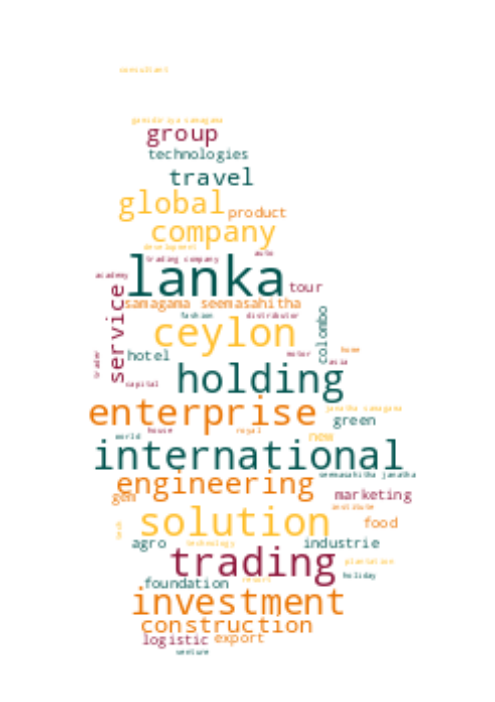 consultant
group
technologies
travel
global
product
company
development
auto
trading company
academy
lanka
tour
service
samagama seemasahitha
fashion
distributor
ceylon
colombo
hotel
motor
home
asia
trader
capital
holding
enterprise
janatha samagama
green
world
house
royal
new
international
engineering
seemasahitha janatha
gem
marketing
institute
solution
food
tech
agro
technology
industrie
trading
plantation
holiday
foundation
resort
investment
construction
logistic
export
venture